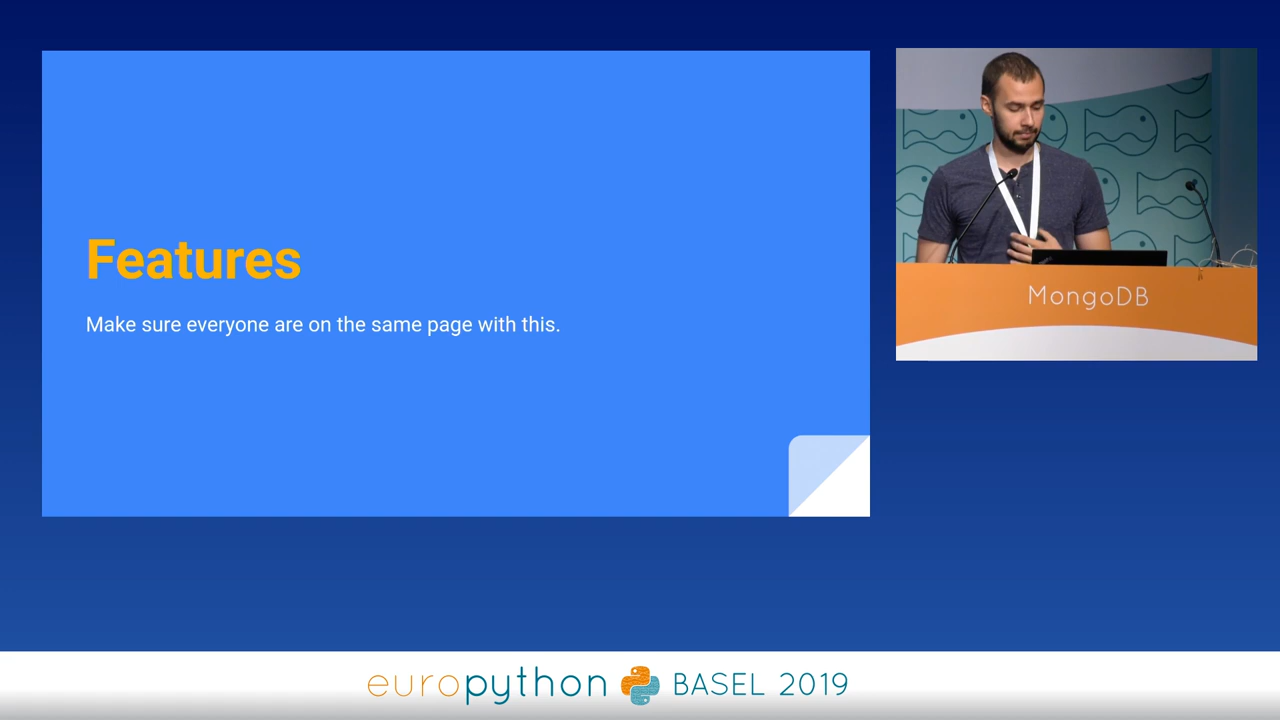 Features
Make sure everyone are on the same page with this.
MongoDB
europython BASEL 2019